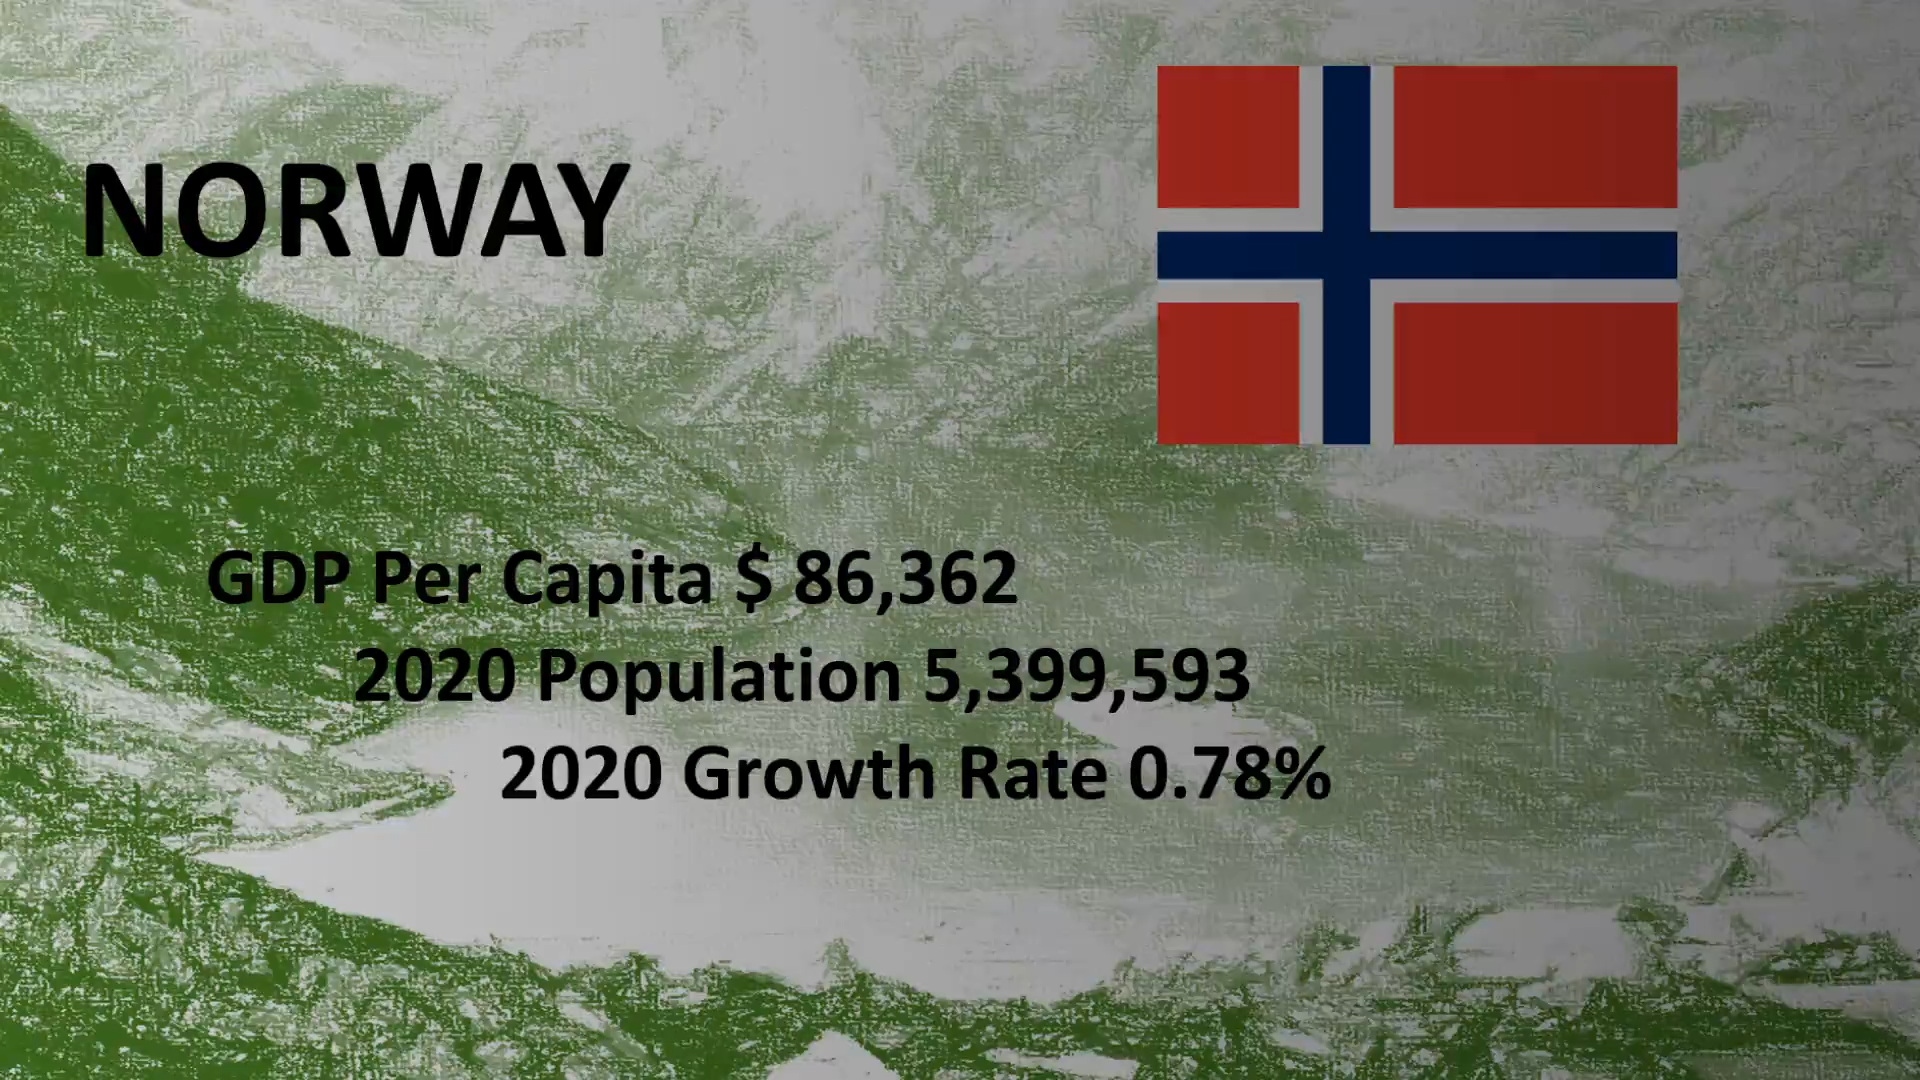 NORWAY
GDP Per Capita $ 86,362
2020 Population 5,399,593
2020 Growth Rate 0.78%